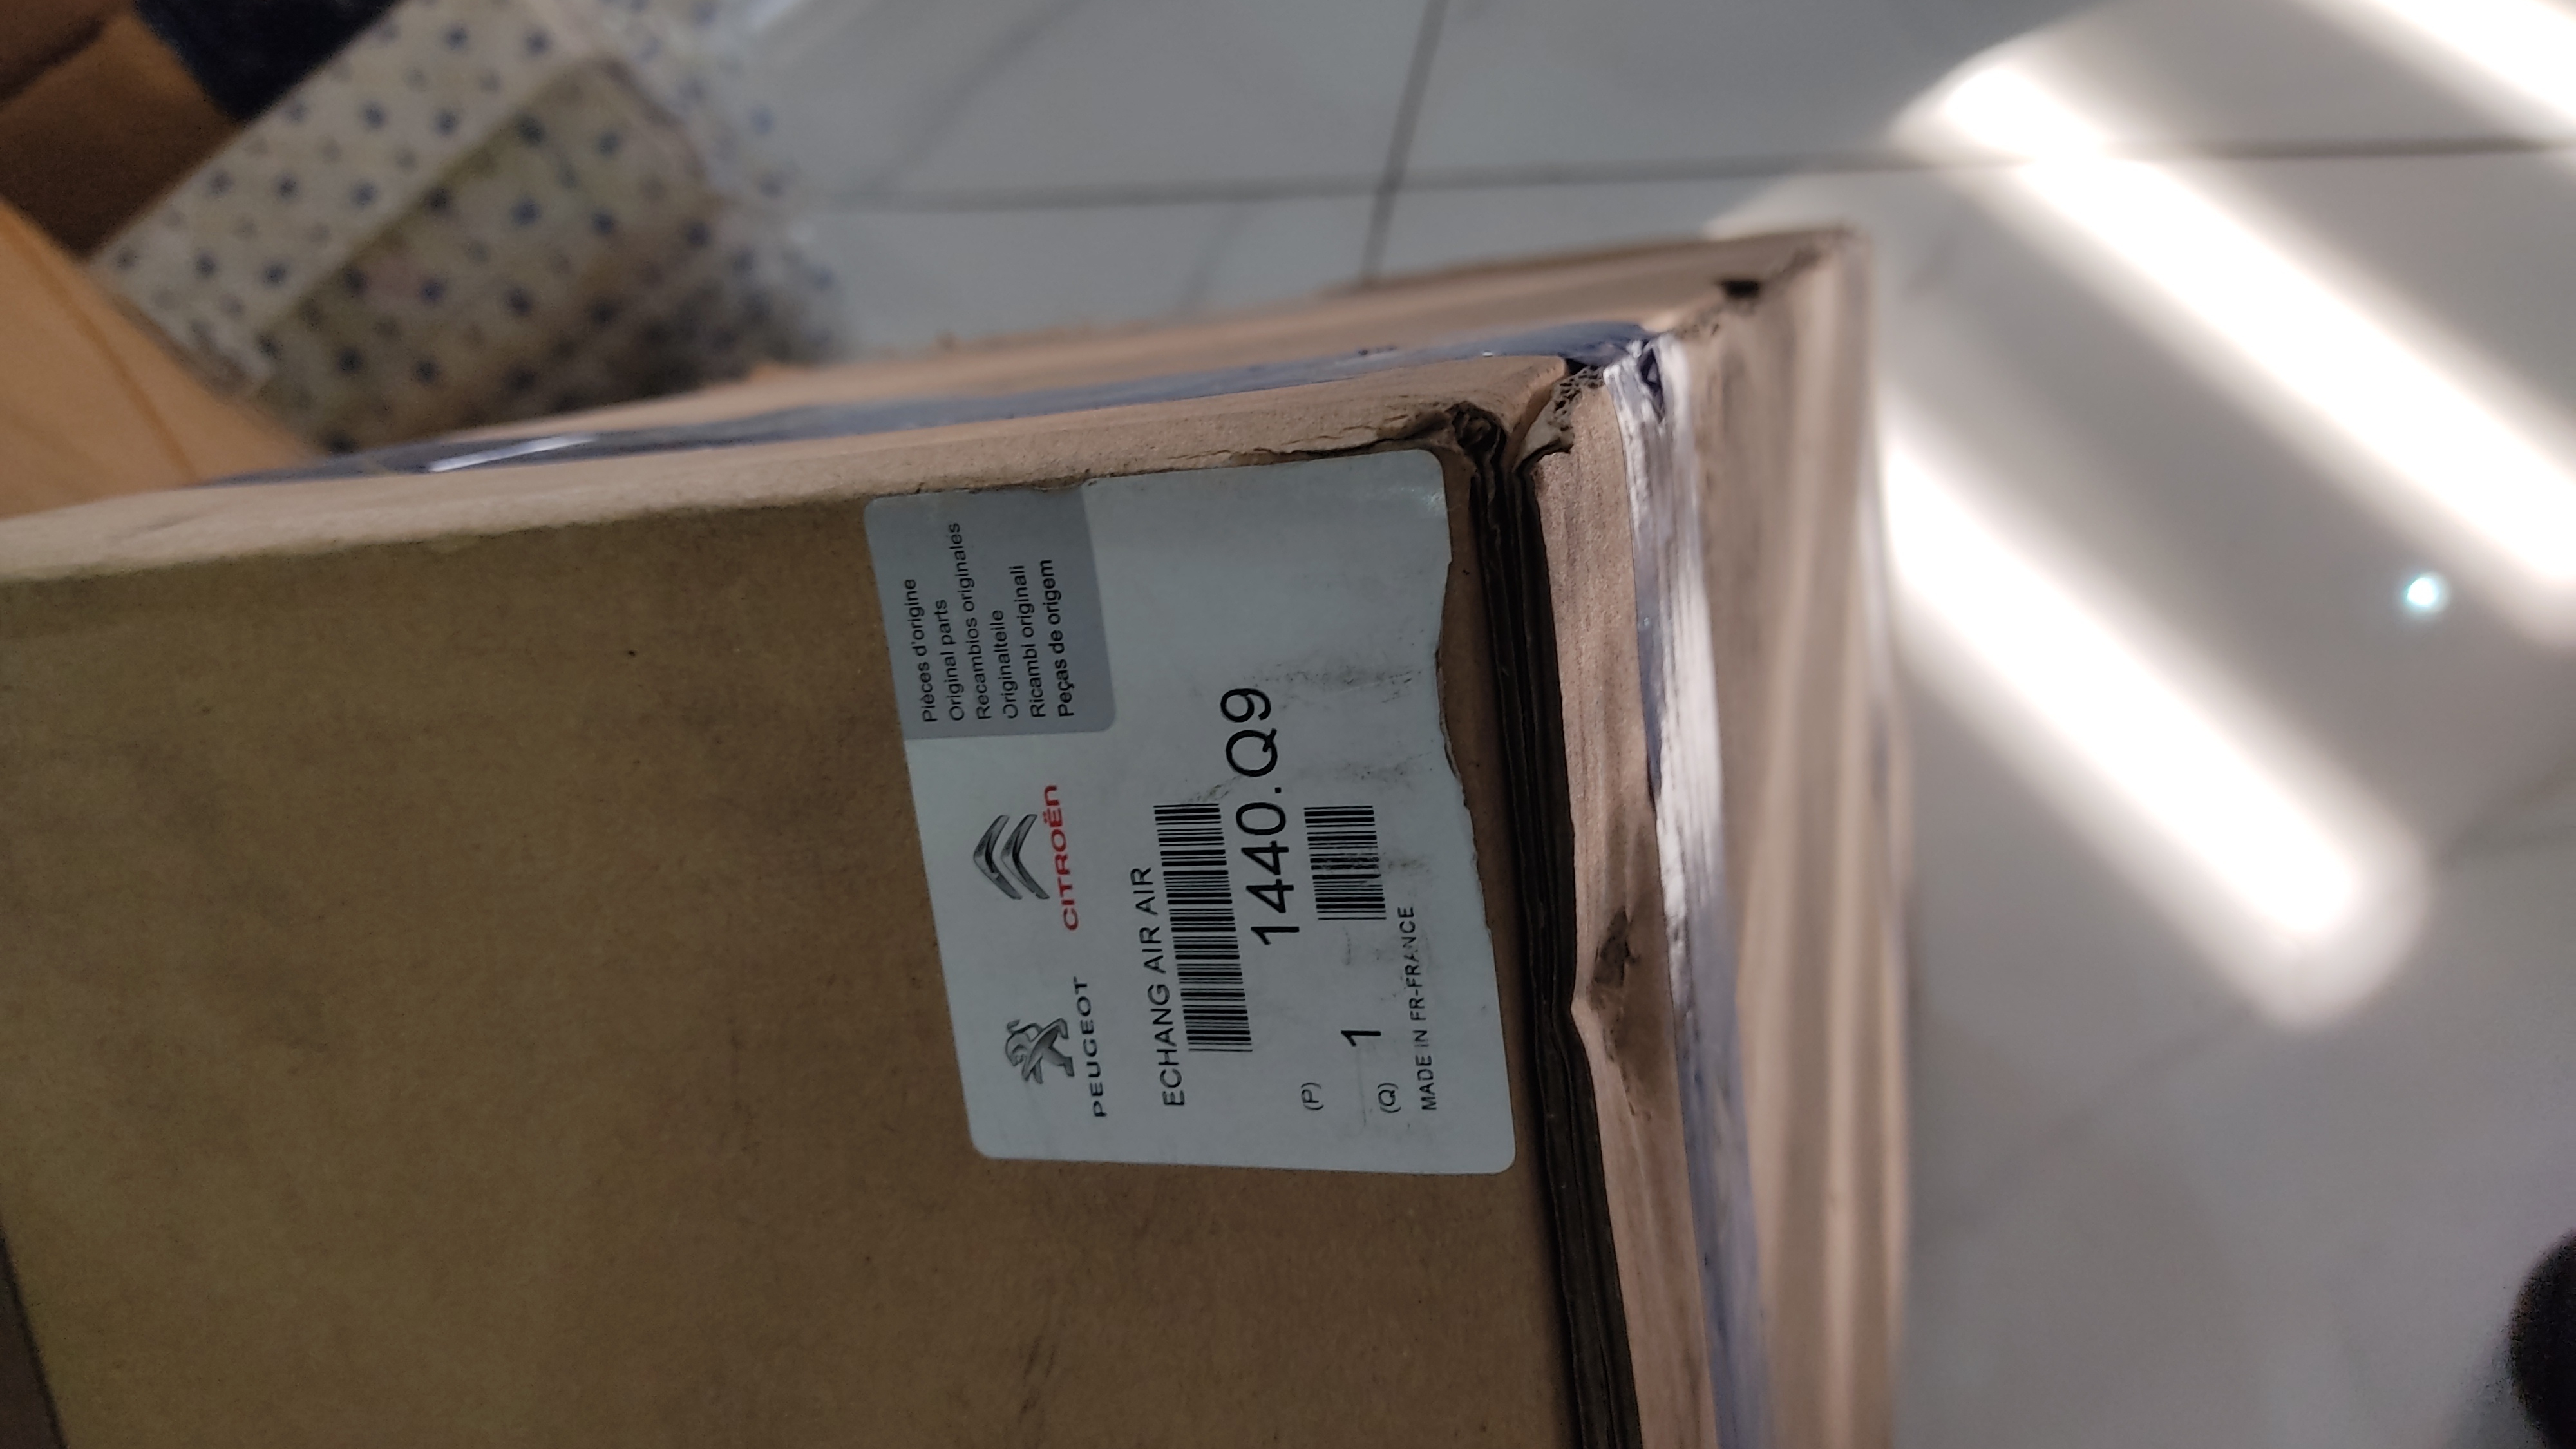 Pièces d'origine
Original parts
Recambios originales
Originalteile
Ricambi originali
Peças de origem
PEUGEOT
CITROËN
ECHANG AIR AIR
(P) 1440.Q9
(Q) 1
MADE IN FR-FRANCE